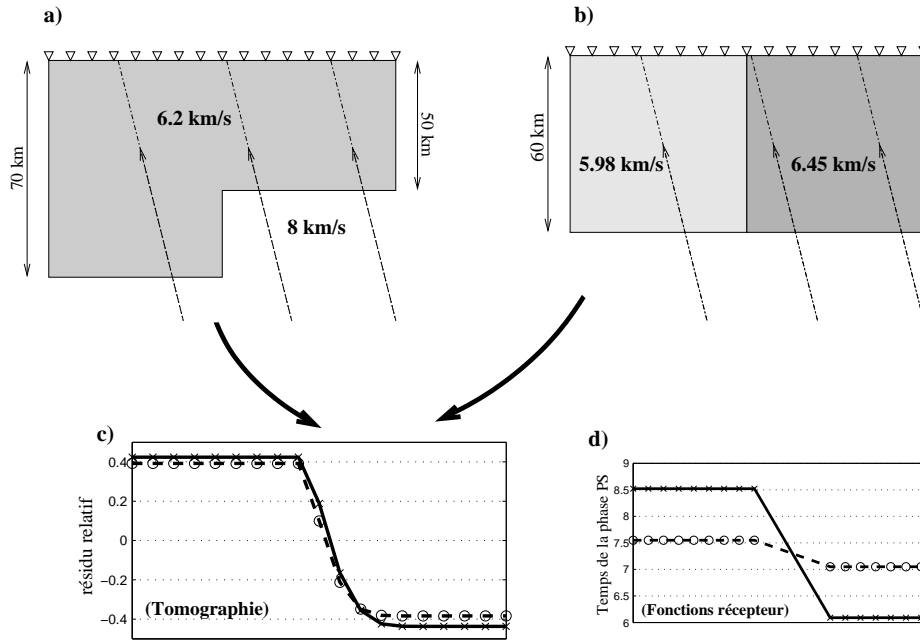 a)
b)
6.2 km/s
70 km
50 km
8 km/s
60 km
5.98 km/s
6.45 km/s
c)
résidu relatif
0.4
0.2
0
−0.2
−0.4
(Tomographie)
d)
Temps de la phase PS
9
8.5
8
7.5
7
6.5
6
(Fonctions récepteur)